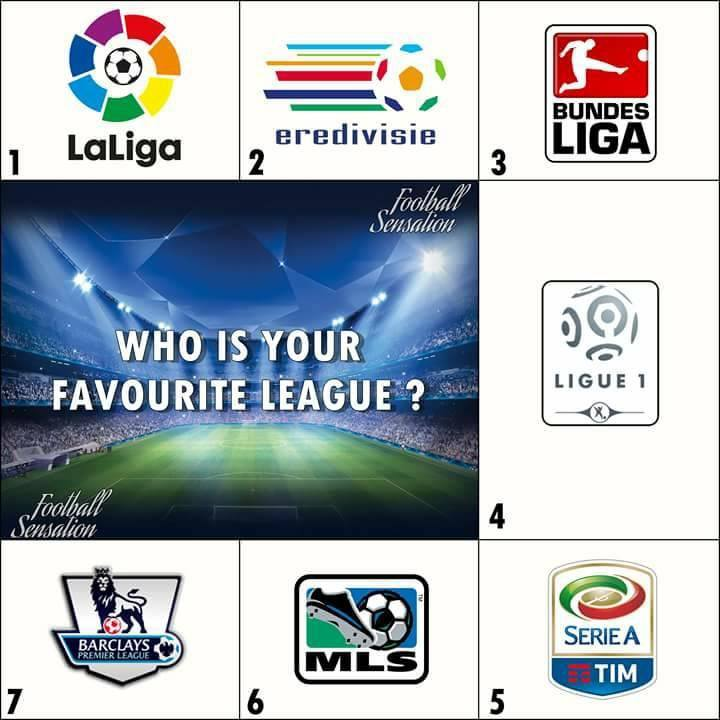 LaLiga
1
eredivisie
2
BUNDES
LIGA
3
Football
Sensation
WHO IS YOUR
FAVOURITE LEAGUE ?
Football
Sensation
LIGUE 1
4
BARCLAYS
PREMIER LEAGUE
7
TM
MLS
6
SERIE A
TIM
5